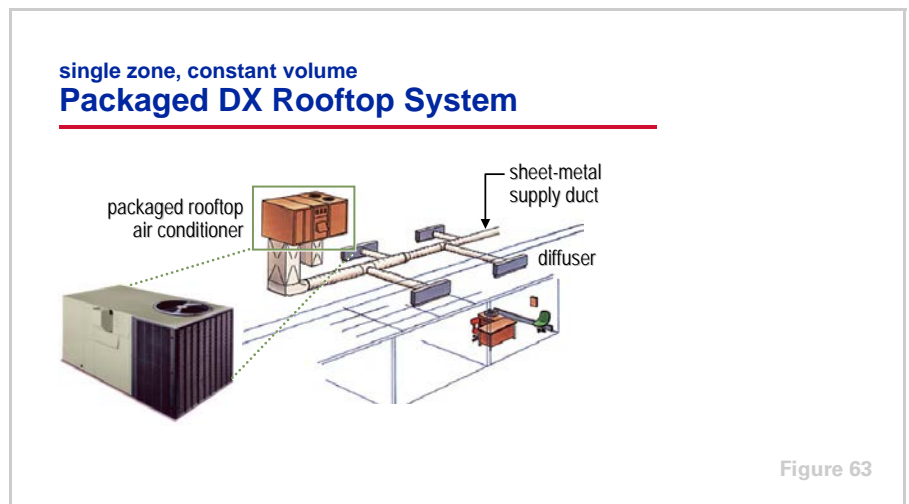 single zone, constant volume
Packaged DX Rooftop System
sheet-metal
supply duct
packaged rooftop
air conditioner
diffuser
Figure 63